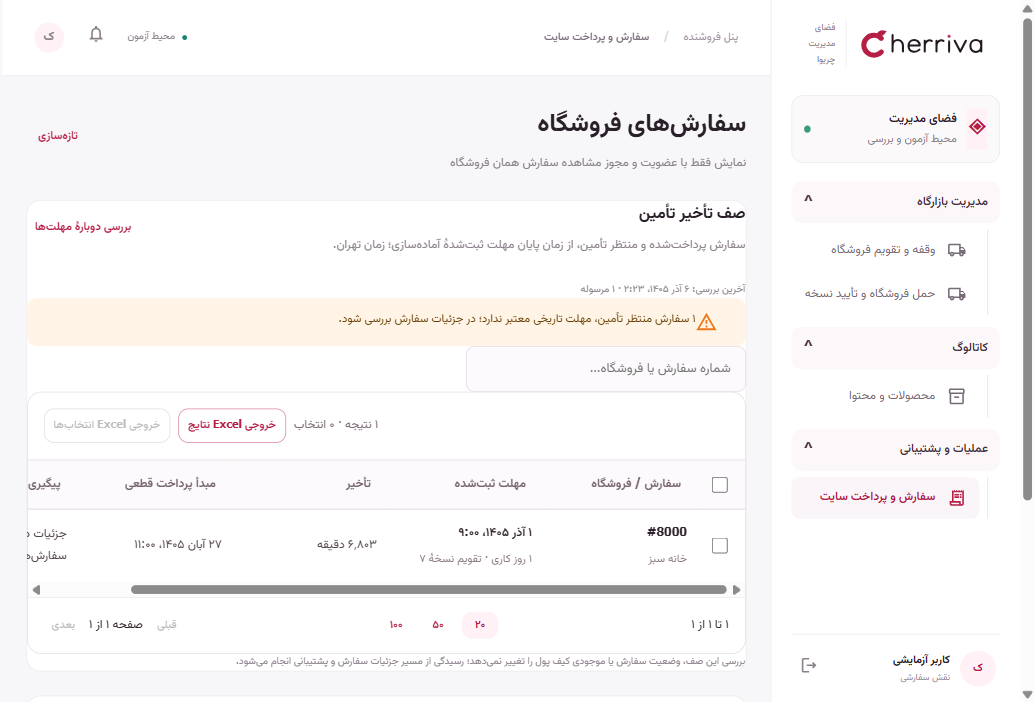 Cherriva
فضای
مدیریت
چریوا
فضای مدیریت
محیط آزمون و بررسی
مدیریت بازارگاه
وقفه و تقویم فروشگاه
حمل فروشگاه و تأیید نسخه
کاتالوگ
محصولات و محتوا
عملیات و پشتیبانی
سفارش و پرداخت سایت
ک
کاربر آزمایشی
نقش سفارشی
پنل فروشنده / سفارش و پرداخت سایت
محیط آزمون
ک
سفارش‌های فروشگاه
نمایش فقط با عضویت و مجوز مشاهده سفارش همان فروشگاه
تازه‌سازی
صف تأخیر تأمین
بررسی دوبارهٔ مهلت‌ها
سفارش پرداخت‌شده و منتظر تأمین، از زمان پایان مهلت ثبت‌شدهٔ آماده‌سازی؛ زمان تهران.
آخرین بررسی: ۶ آذر ۱۴۰۵، ۲:۲۳ · ۱ مرسوله
۱ سفارش منتظر تأمین، مهلت تاریخی معتبر ندارد؛ در جزئیات سفارش بررسی شود.
شماره سفارش یا فروشگاه...
۱ نتیجه · ۰ انتخاب
خروجی Excel نتایج
خروجی Excel انتخاب‌ها
سفارش / فروشگاه مهلت ثبت‌شده تأخیر مبدأ پرداخت قطعی پیگیری
#8000 ۱ آذر ۱۴۰۵، ۹:۰۰ ۶,۸۰۳ دقیقه ۲۷ آبان ۱۴۰۵، ۱۱:۰۰ جزئیات
خانه سبز ۱ روز کاری · تقویم نسخهٔ ۷
۱ تا ۱ از ۱ ۲۰ ۵۰ ۱۰۰ قبلی صفحه ۱ از ۱ بعدی
بررسی این صف، وضعیت سفارش یا موجودی کیف پول را تغییر نمی‌دهد؛ رسیدگی از مسیر جزئیات سفارش و پشتیبانی انجام می‌شود.